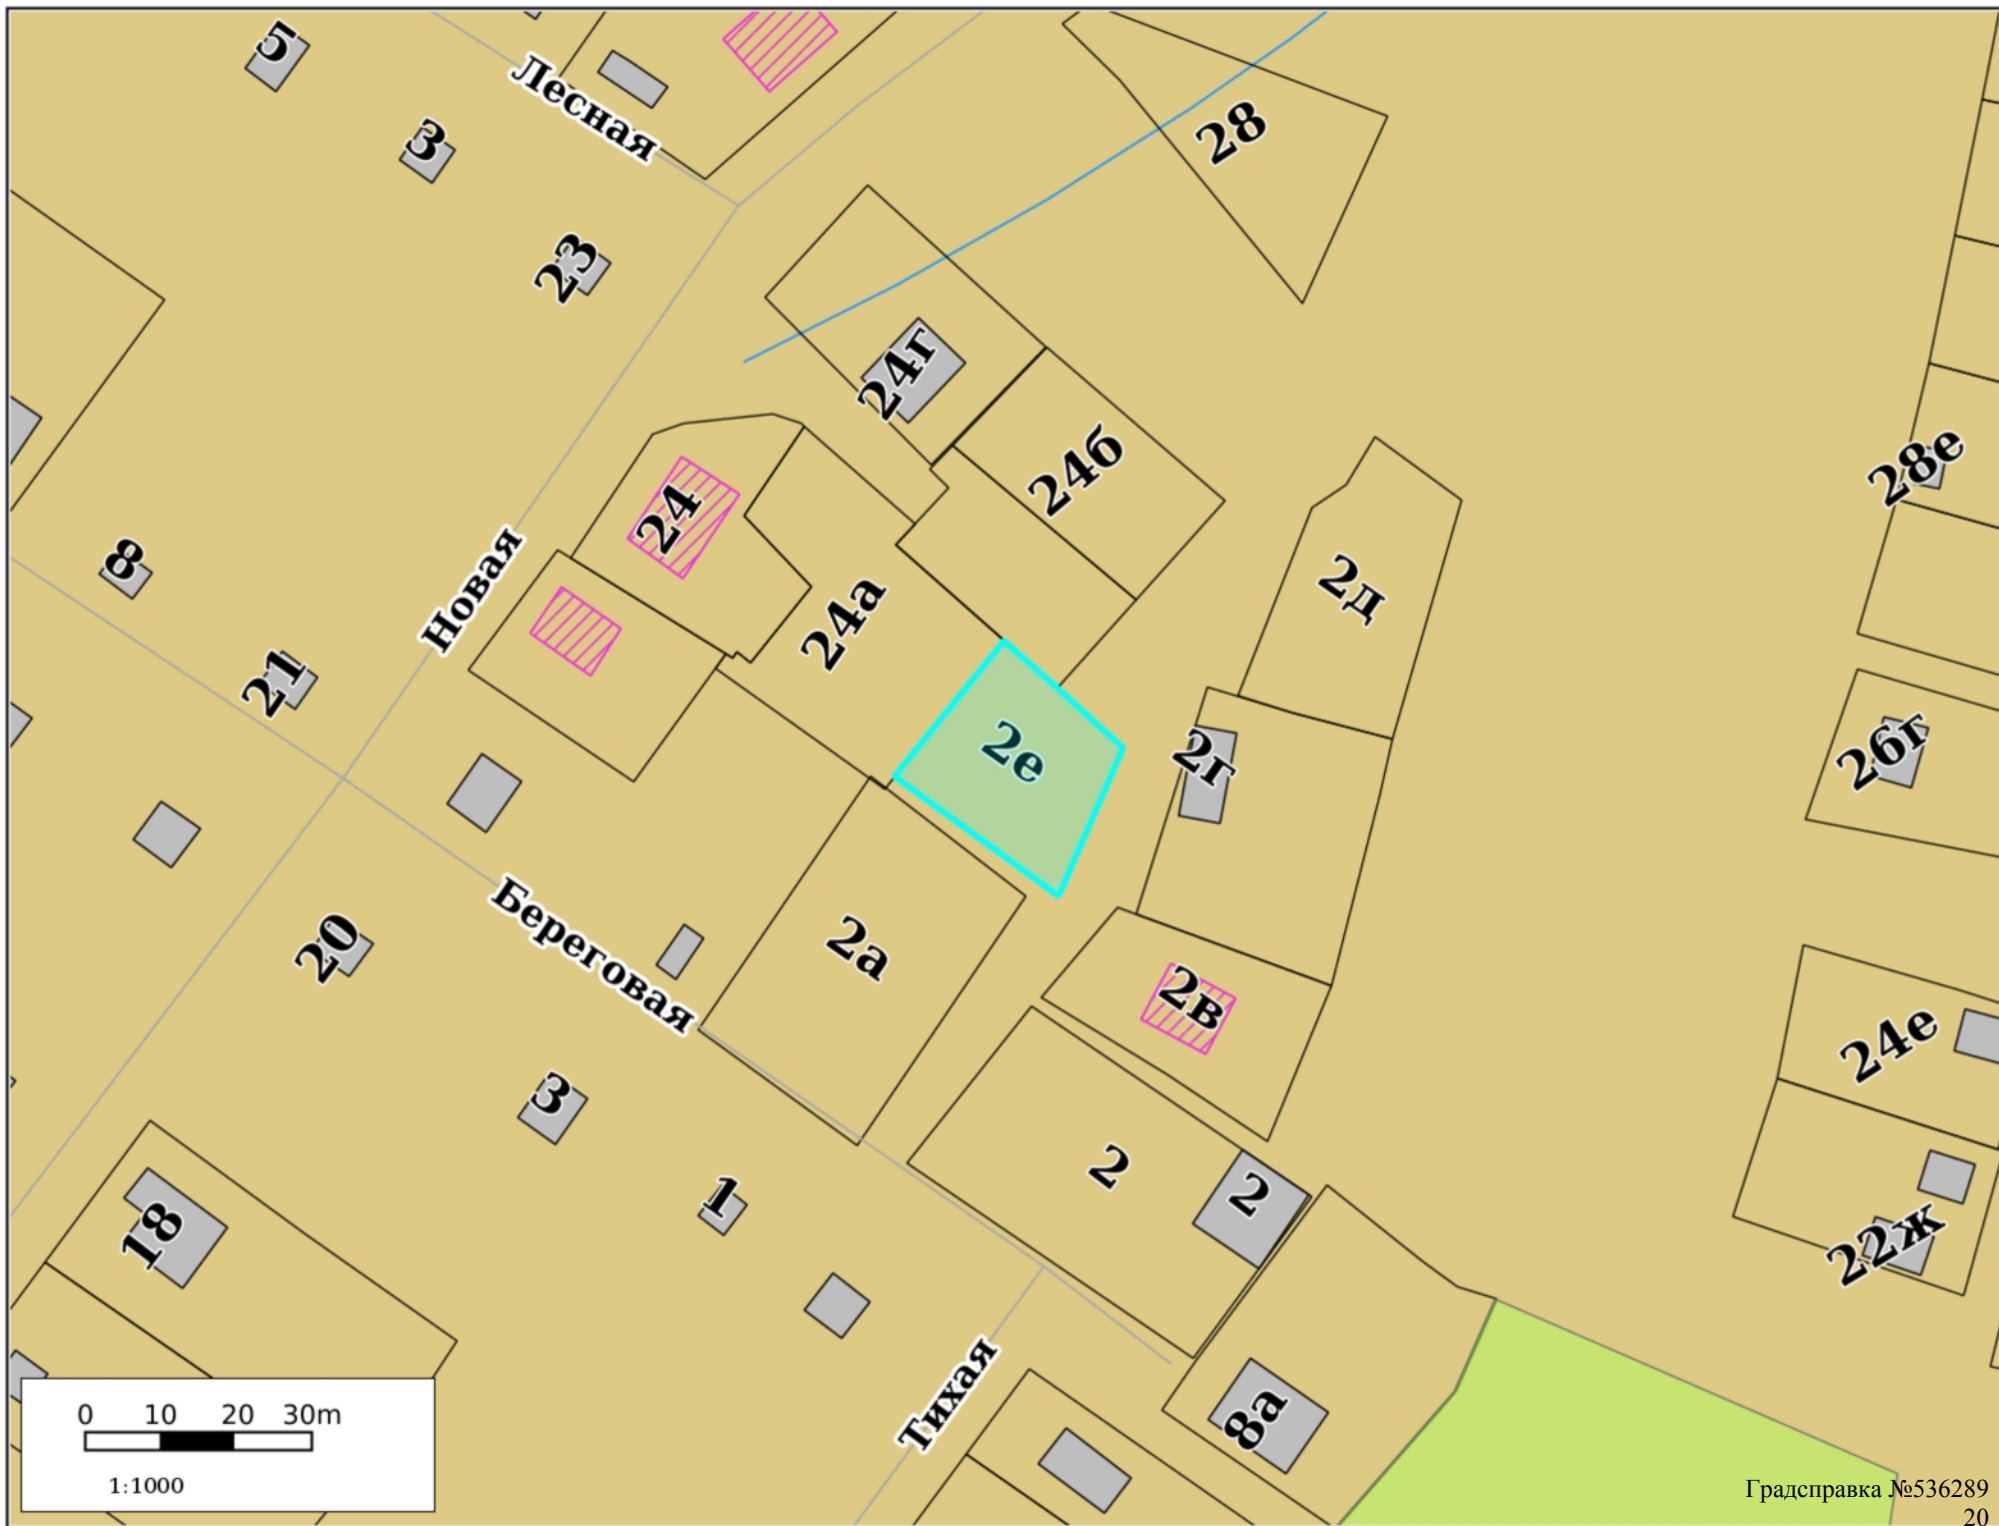 5
Лесная
3
28
23
24г
24б
28е
24
Новая
8
2д
24а
21
2е
2г
26г
Береговая
20
2а
2в
24е
3
2
2
1
18
22ж
Тихая
8а
0 10 20 30m
1:1000
Градсправка №536289
20